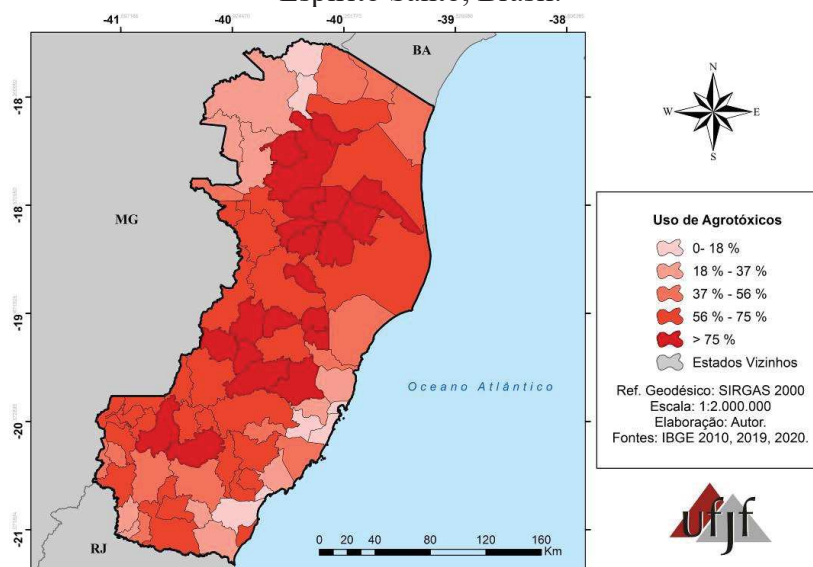 Espírito Santo, Brasil.
-41
-40
-40
-39
-38
BA
-18
-18
-19
-20
-21
MG
RJ
Oceano Atlântico
0 20 40 80 120 160
Km
N
W
E
S
Uso de Agrotóxicos
0- 18 %
18 % - 37 %
37 % - 56 %
56 % - 75 %
> 75 %
Estados Vizinhos
Ref. Geodésico: SIRGAS 2000
Escala: 1:2.000.000
Elaboração: Autor.
Fontes: IBGE 2010, 2019, 2020.
ufjf